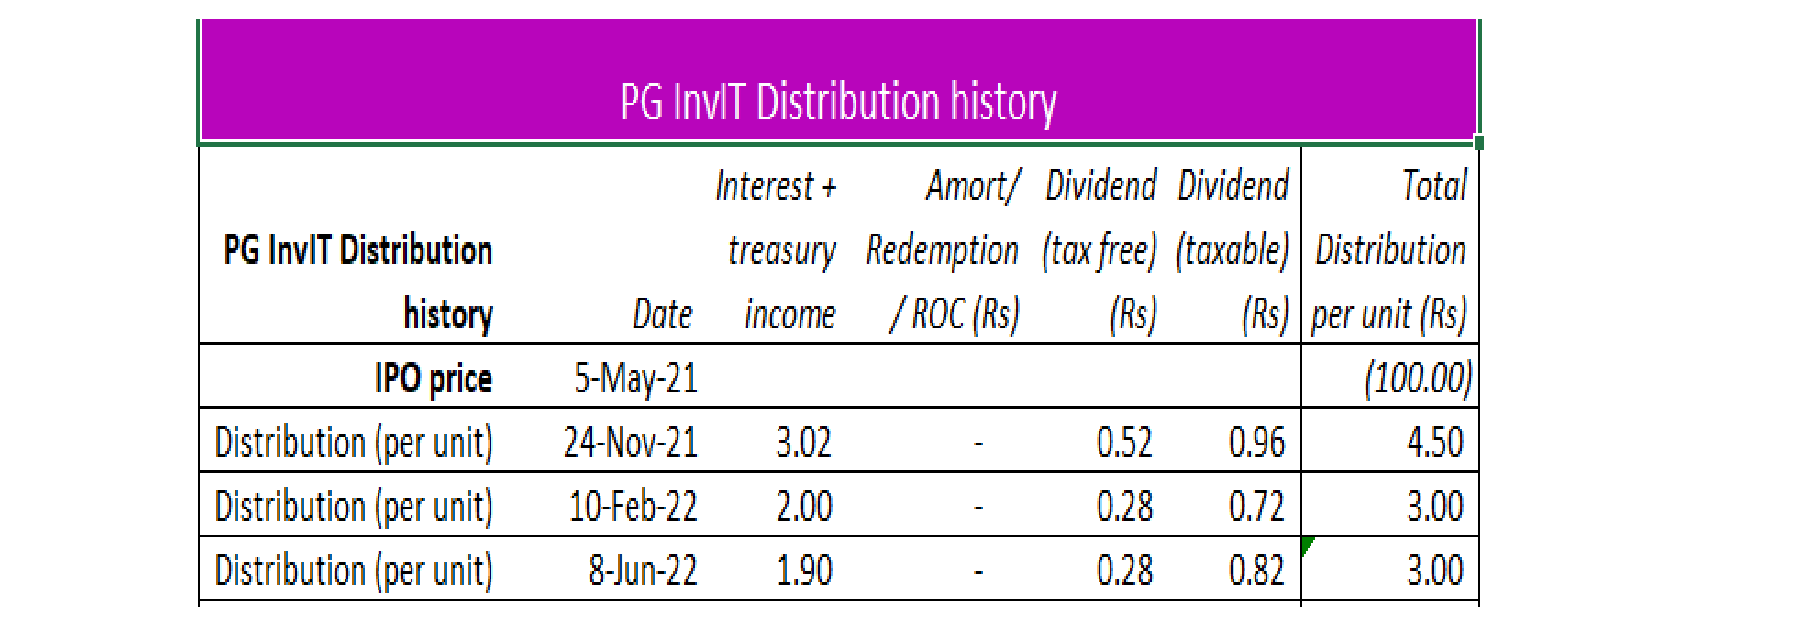 PG InvIT Distribution history
Interest + Amort/ Dividend Dividend Total
PG InvIT Distribution treasury Redemption (tax free) (taxable) Distribution
history Date income / ROC (Rs) (Rs) (Rs) per unit (Rs)
IPO price 5-May-21 (100.00)
Distribution (per unit) 24-Nov-21 3.02 - 0.52 0.96 4.50
Distribution (per unit) 10-Feb-22 2.00 - 0.28 0.72 3.00
Distribution (per unit) 8-Jun-22 1.90 - 0.28 0.82 3.00